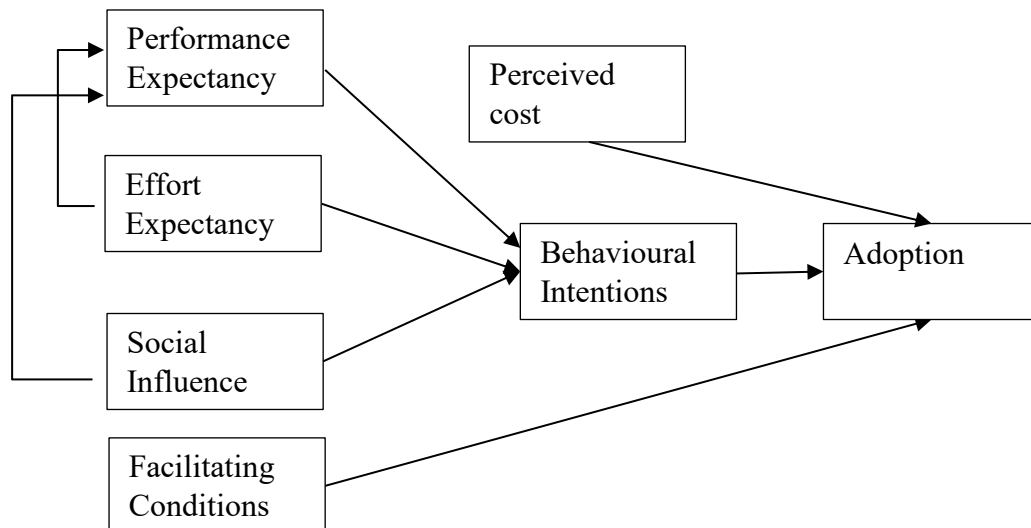 Performance
Expectancy
Perceived
cost
Effort
Expectancy
Behavioural
Intentions
Adoption
Social
Influence
Facilitating
Conditions